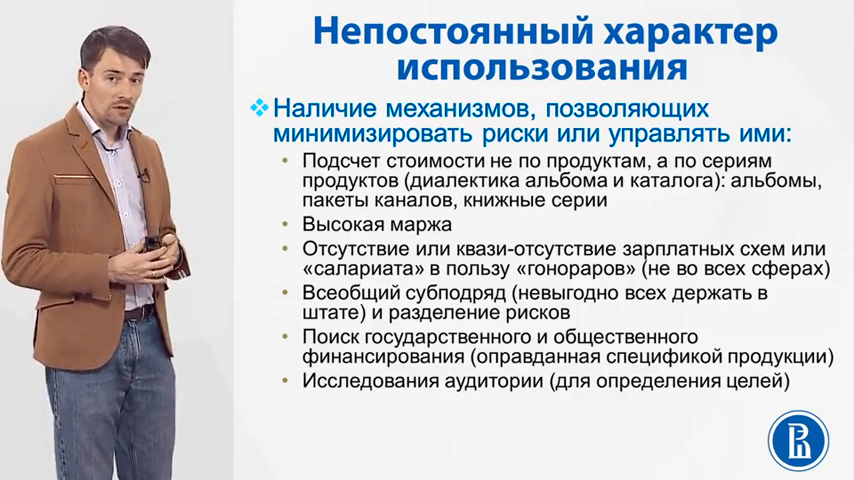 Непостоянный характер
использования
Наличие механизмов, позволяющих
минимизировать риски или управлять ими:
• Подсчет стоимости не по продуктам, а по сериям
продуктов (диалектика альбома и каталога): альбомы,
пакеты каналов, книжные серии
• Высокая маржа
• Отсутствие или квази-отсутствие зарплатных схем или
«салариата» в пользу «гонораров» (не во всех сферах)
• Всеобщий субподряд (невыгодно всех держать в
штате) и разделение рисков
• Поиск государственного и общественного
финансирования (оправданная спецификой продукции)
• Исследования аудитории (для определения целей)